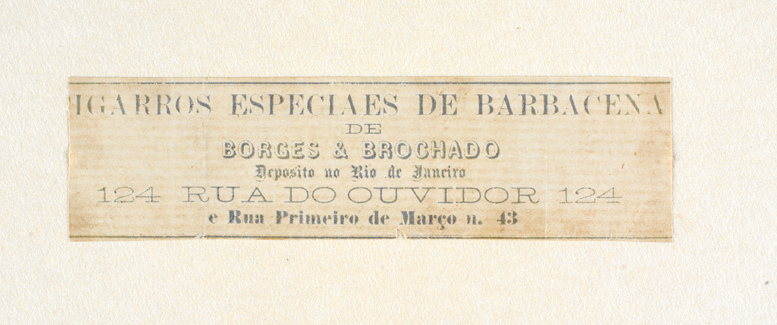 IGARROS ESPECIAES DE BARBACENA
DE
BORGES & BROCHADO
Deposito no Rio de Janeiro
124 RUA DO OUVIDOR 124
e Rua Primeiro de Março n. 43